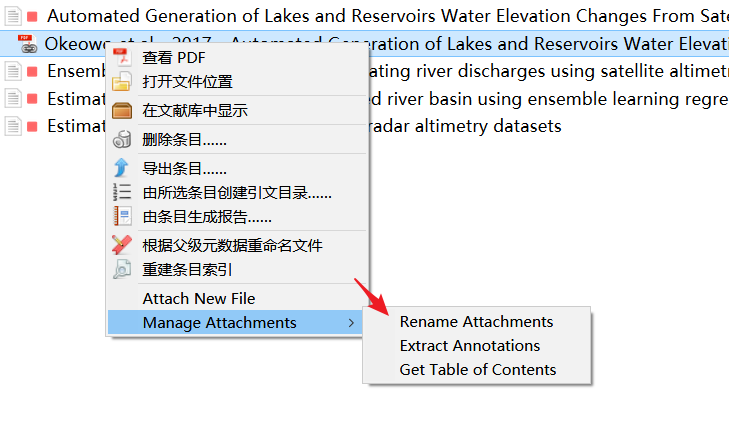 Automated Generation of Lakes and Reservoirs Water Elevation Changes From Sate
Okeowo et al. - 2017 - Automated Generation of Lakes and Reservoirs Water Elevati
Ensemb
ating river discharges using satellite altimetr
Estimat
d river basin using ensemble learning regre
Estimat
radar altimetry datasets
查看 PDF
打开文件位置
在文献库中显示
删除条目......
导出条目......
由所选条目创建引文目录......
由条目生成报告......
根据父级元数据重命名文件
重建条目索引
Attach New File
Manage Attachments
Rename Attachments
Extract Annotations
Get Table of Contents